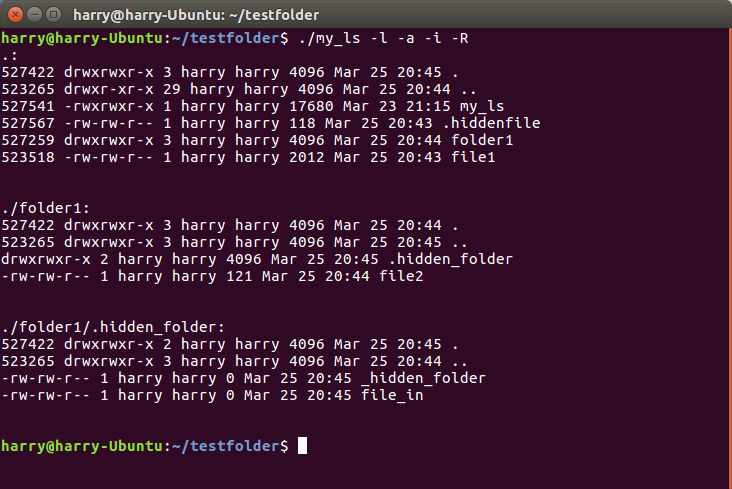 harry@harry-Ubuntu: ~/testfolder
harry@harry-Ubuntu:~/testfolder$ ./my_ls -l -a -i -R
.:
527422 drwxrwxr-x 3 harry harry 4096 Mar 25 20:45 .
523265 drwxr-xr-x 29 harry harry 4096 Mar 25 20:44 ..
527541 -rwxrwxr-x 1 harry harry 17680 Mar 23 21:15 my_ls
527567 -rw-rw-r-- 1 harry harry 118 Mar 25 20:43 .hiddenfile
527259 drwxrwxr-x 3 harry harry 4096 Mar 25 20:44 folder1
523518 -rw-rw-r-- 1 harry harry 2012 Mar 25 20:43 file1
./folder1:
527422 drwxrwxr-x 3 harry harry 4096 Mar 25 20:44 .
523265 drwxrwxr-x 3 harry harry 4096 Mar 25 20:45 ..
drwxrwxr-x 2 harry harry 4096 Mar 25 20:45 .hidden_folder
-rw-rw-r-- 1 harry harry 121 Mar 25 20:44 file2
./folder1/.hidden_folder:
527422 drwxrwxr-x 2 harry harry 4096 Mar 25 20:45 .
523265 drwxrwxr-x 3 harry harry 4096 Mar 25 20:44 ..
-rw-rw-r-- 1 harry harry 0 Mar 25 20:45 _hidden_folder
-rw-rw-r-- 1 harry harry 0 Mar 25 20:45 file_in
harry@harry-Ubuntu:~/testfolder$